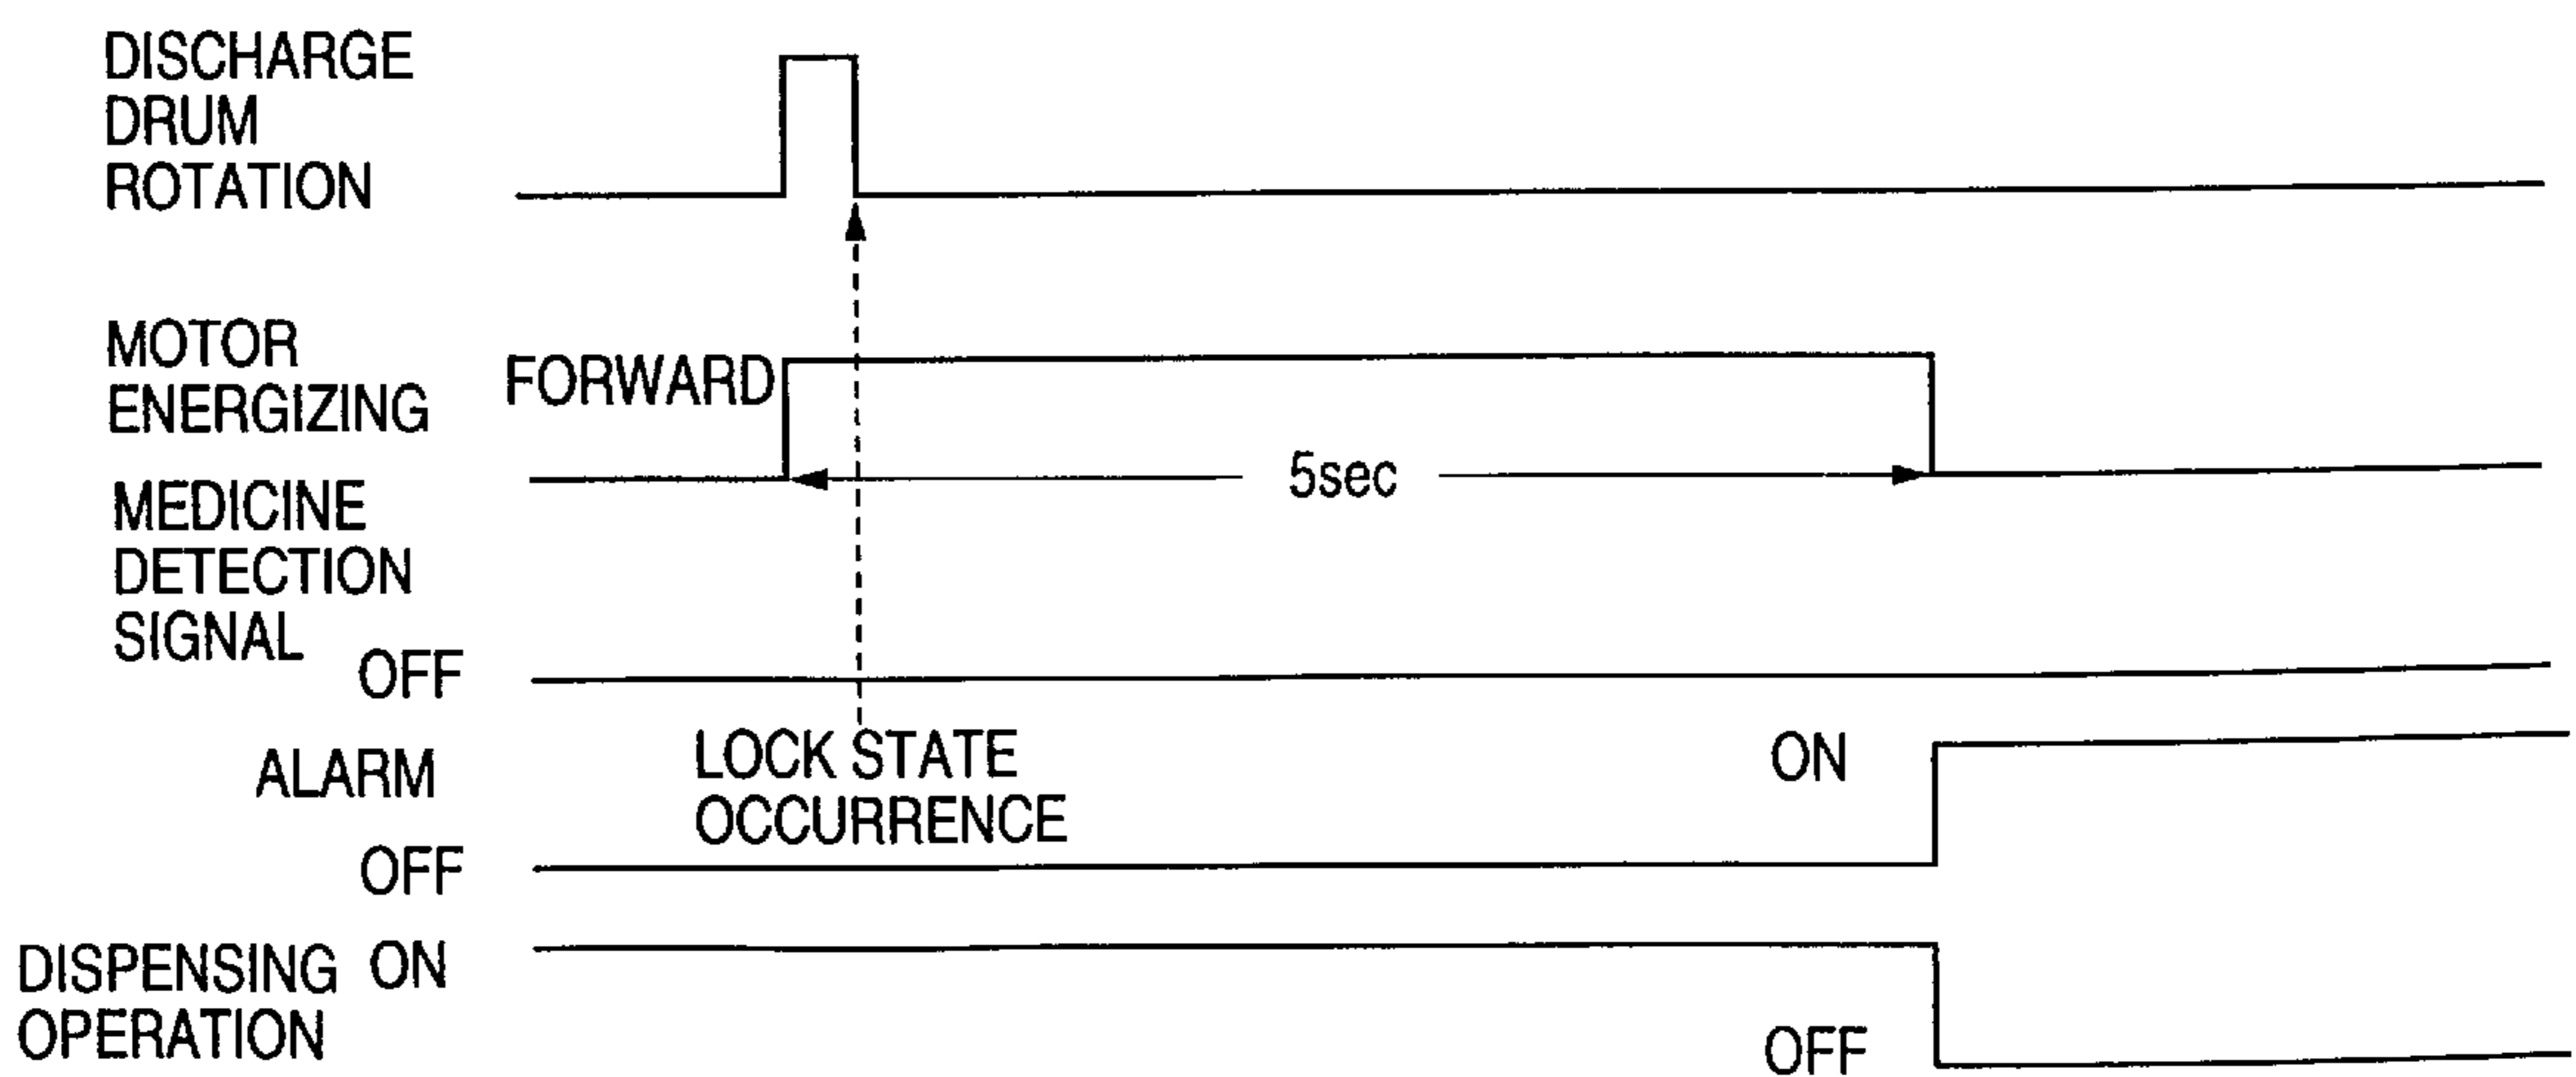 DISCHARGE
DRUM
ROTATION
MOTOR
ENERGIZING
FORWARD
5sec
MEDICINE
DETECTION
SIGNAL
OFF
ALARM
LOCK STATE
OCCURRENCE
ON
OFF
DISPENSING ON
OPERATION
OFF